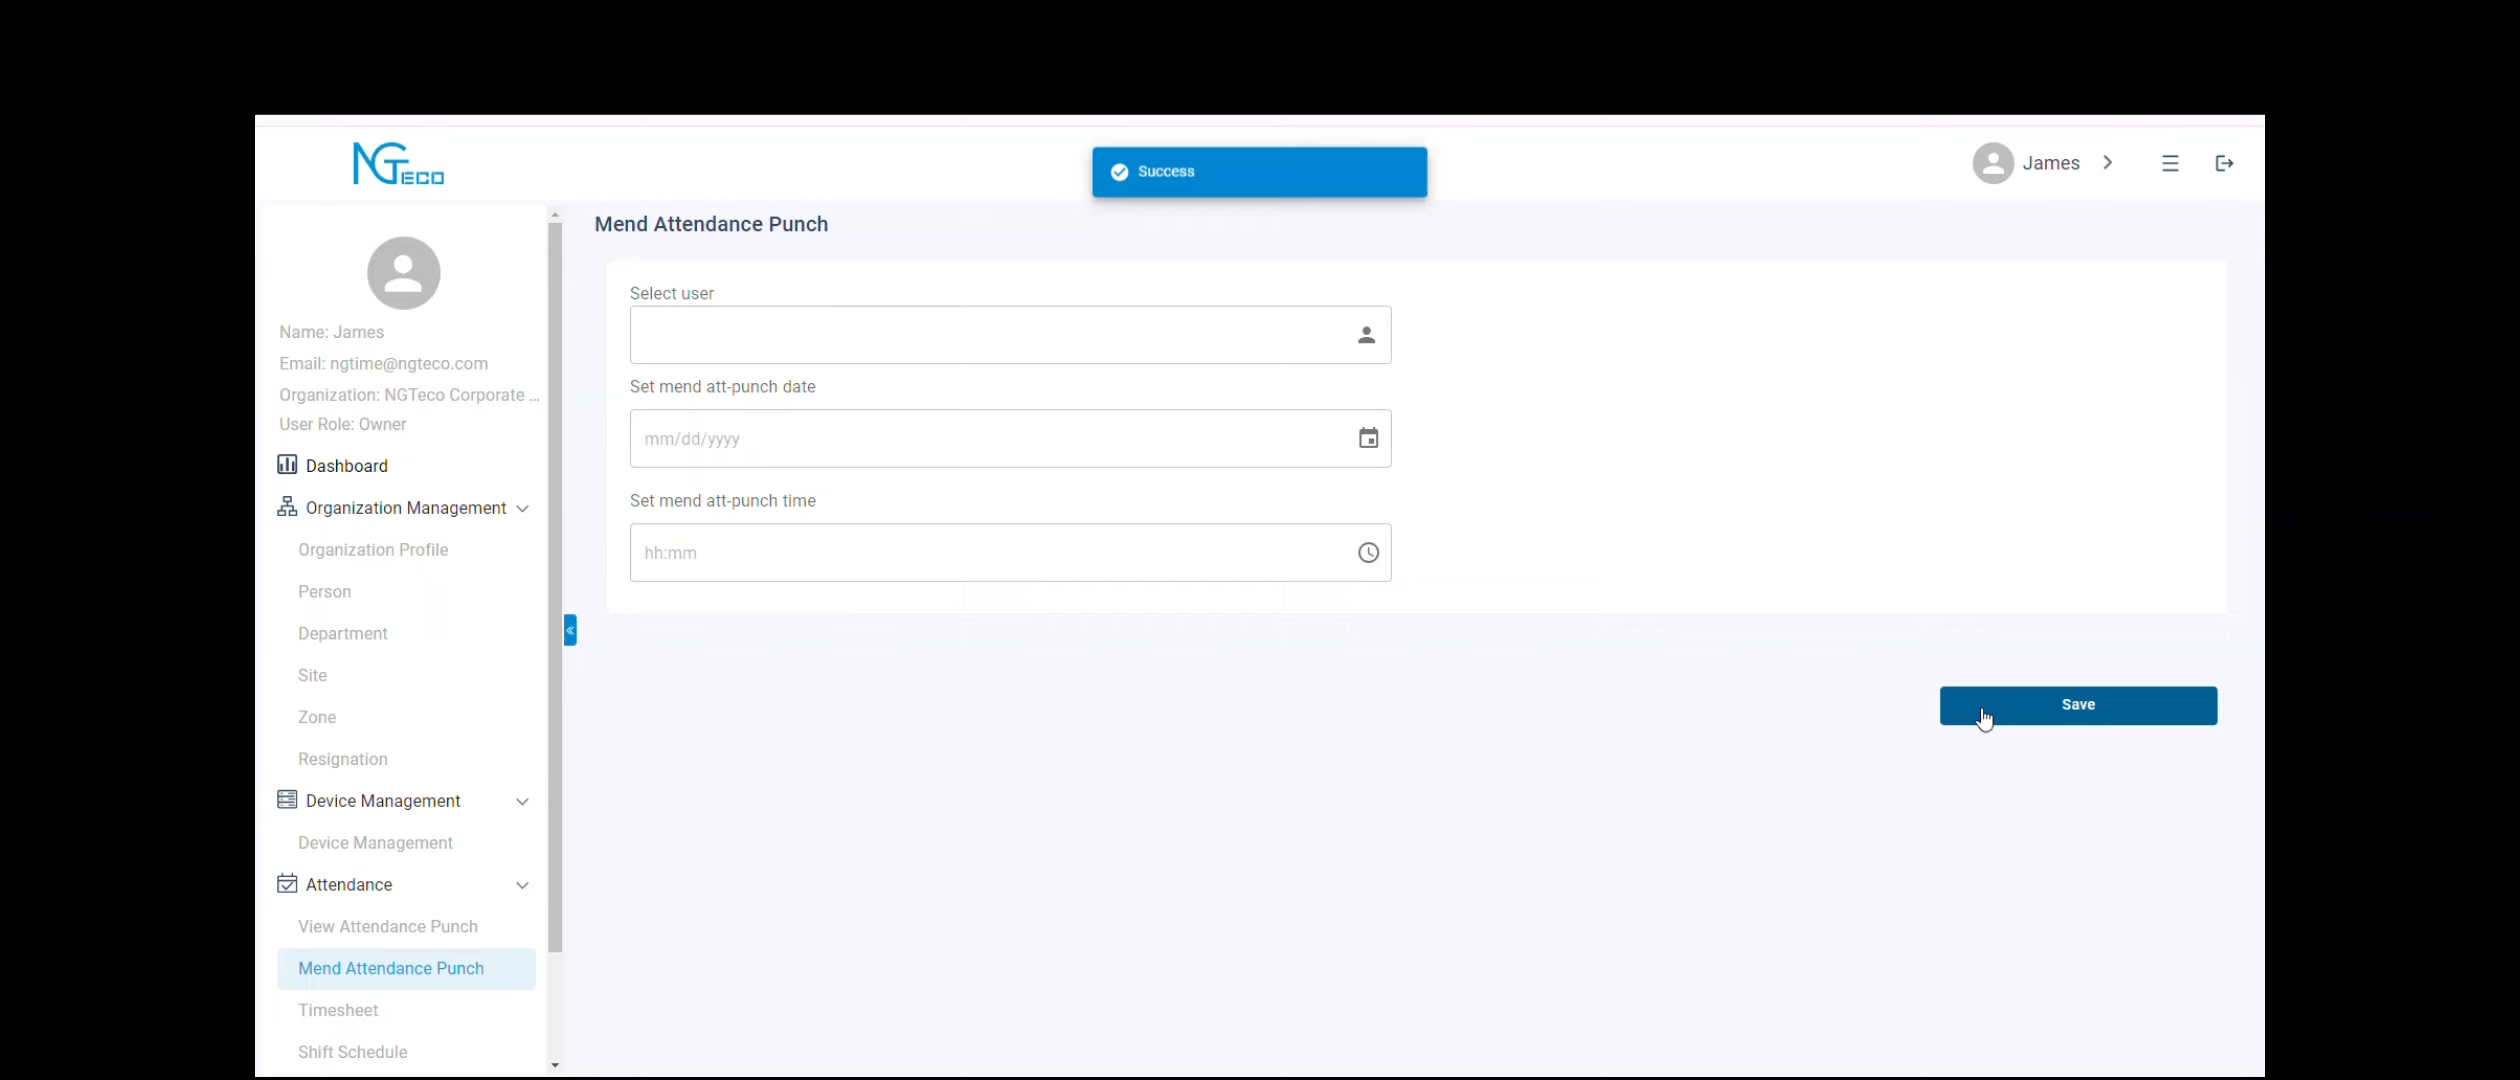 NGTECO
Success
James
Mend Attendance Punch
Name: James
Email: ngtime@ngteco.com
Organization: NGTeco Corporate ...
User Role: Owner
Dashboard
Organization Management
Organization Profile
Person
Department
Site
Zone
Resignation
Device Management
Device Management
Attendance
View Attendance Punch
Mend Attendance Punch
Timesheet
Shift Schedule
Select user
Set mend att-punch date
mm/dd/yyyy
Set mend att-punch time
hh:mm
Save